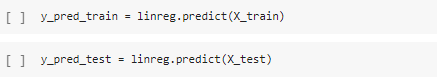 [ ] y_pred_train = linreg.predict(X_train)
[ ] y_pred_test = linreg.predict(X_test)